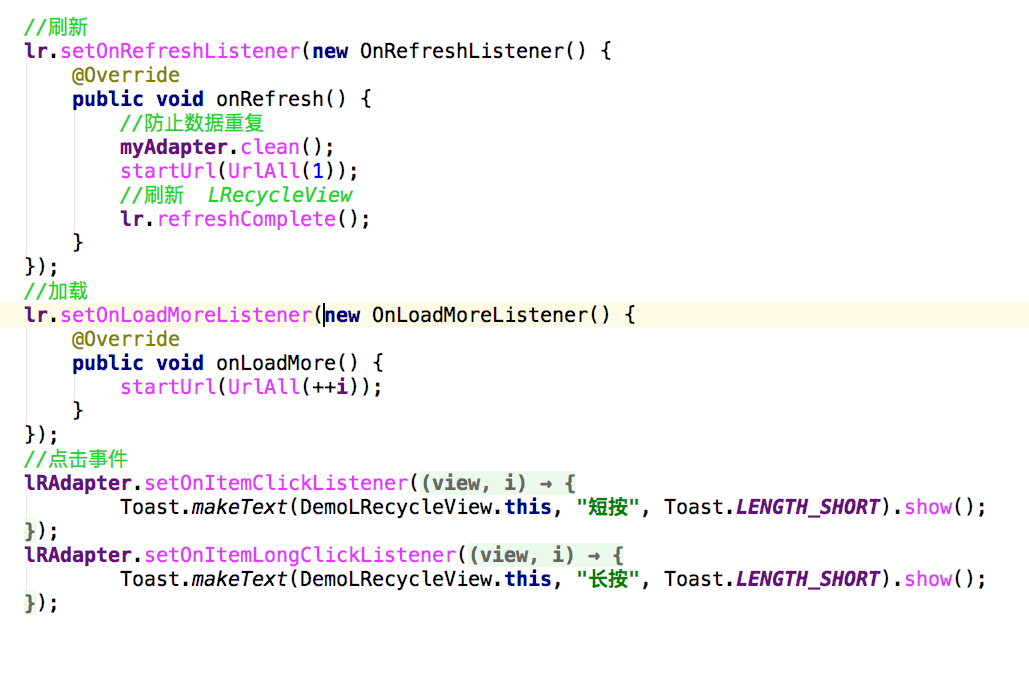 //刷新
lr.setOnRefreshListener(new OnRefreshListener() {
    @Override
    public void onRefresh() {
        //防止数据重复
        myAdapter.clean();
        startUrl(UrlAll(1));
        //刷新  LRecycleView
        lr.refreshComplete();
    }
});
//加载
lr.setOnLoadMoreListener(new OnLoadMoreListener() {
    @Override
    public void onLoadMore() {
        startUrl(UrlAll(++i));
    }
});
//点击事件
lRAdapter.setOnItemClickListener((view, i) → {
        Toast.makeText(DemoLRecycleView.this, "短按", Toast.LENGTH_SHORT).show();
});
lRAdapter.setOnItemLongClickListener((view, i) → {
        Toast.makeText(DemoLRecycleView.this, "长按", Toast.LENGTH_SHORT).show();
});